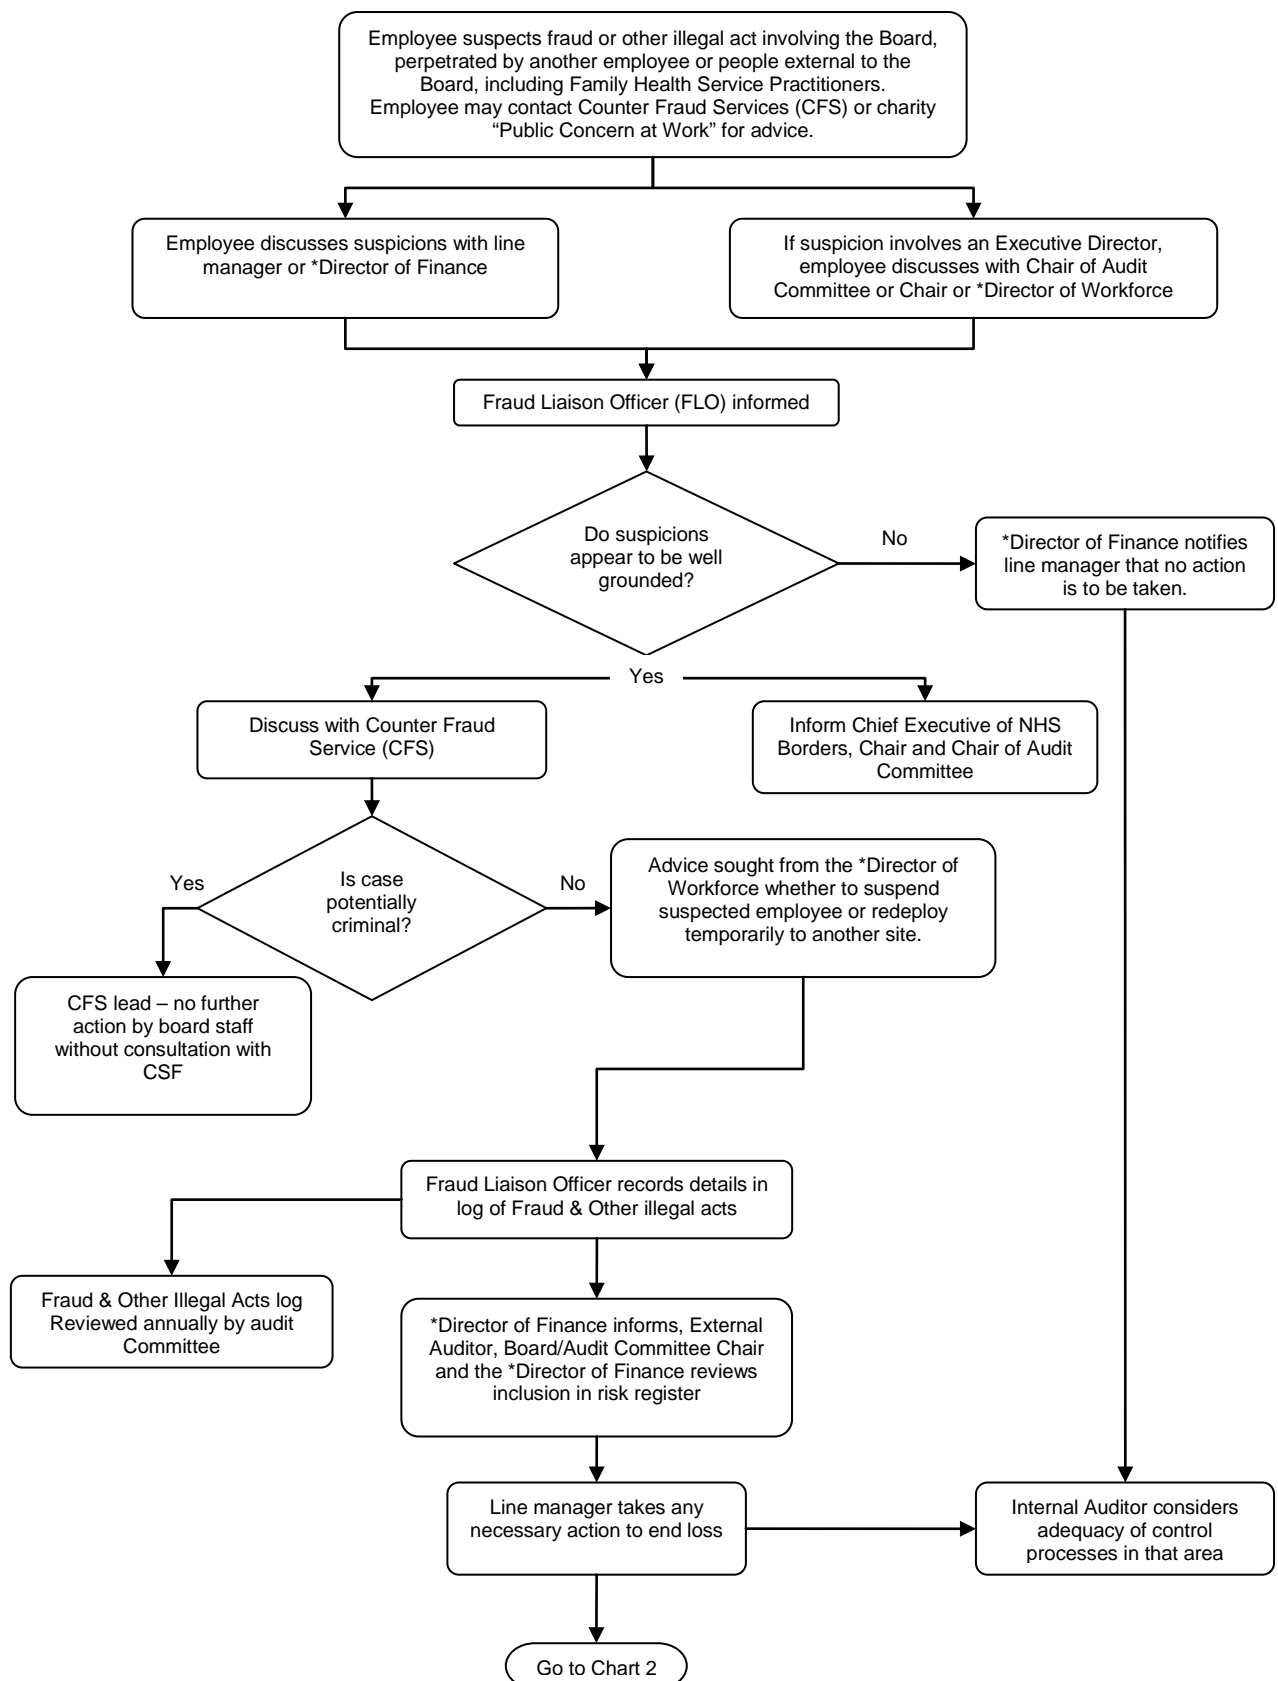 Employee suspects fraud or other illegal act involving the Board,
perpetrated by another employee or people external to the
Board, including Family Health Service Practitioners.
Employee may contact Counter Fraud Services (CFS) or charity
“Public Concern at Work” for advice.
Employee discusses suspicions with line
manager or *Director of Finance
If suspicion involves an Executive Director,
employee discusses with Chair of Audit
Committee or Chair or *Director of Workforce
Fraud Liaison Officer (FLO) informed
Do suspicions
appear to be well
grounded?
No
*Director of Finance notifies
line manager that no action
is to be taken.
Yes
Discuss with Counter Fraud
Service (CFS)
Inform Chief Executive of NHS
Borders, Chair and Chair of Audit
Committee
Is case
potentially
criminal?
Yes
No
Advice sought from the *Director of
Workforce whether to suspend
suspected employee or redeploy
temporarily to another site.
CFS lead – no further
action by board staff
without consultation with
CSF
Fraud Liaison Officer records details in
log of Fraud & Other illegal acts
Fraud & Other Illegal Acts log
Reviewed annually by audit
Committee
*Director of Finance informs, External
Auditor, Board/Audit Committee Chair
and the *Director of Finance reviews
inclusion in risk register
Line manager takes any
necessary action to end loss
Internal Auditor considers
adequacy of control
processes in that area
Go to Chart 2